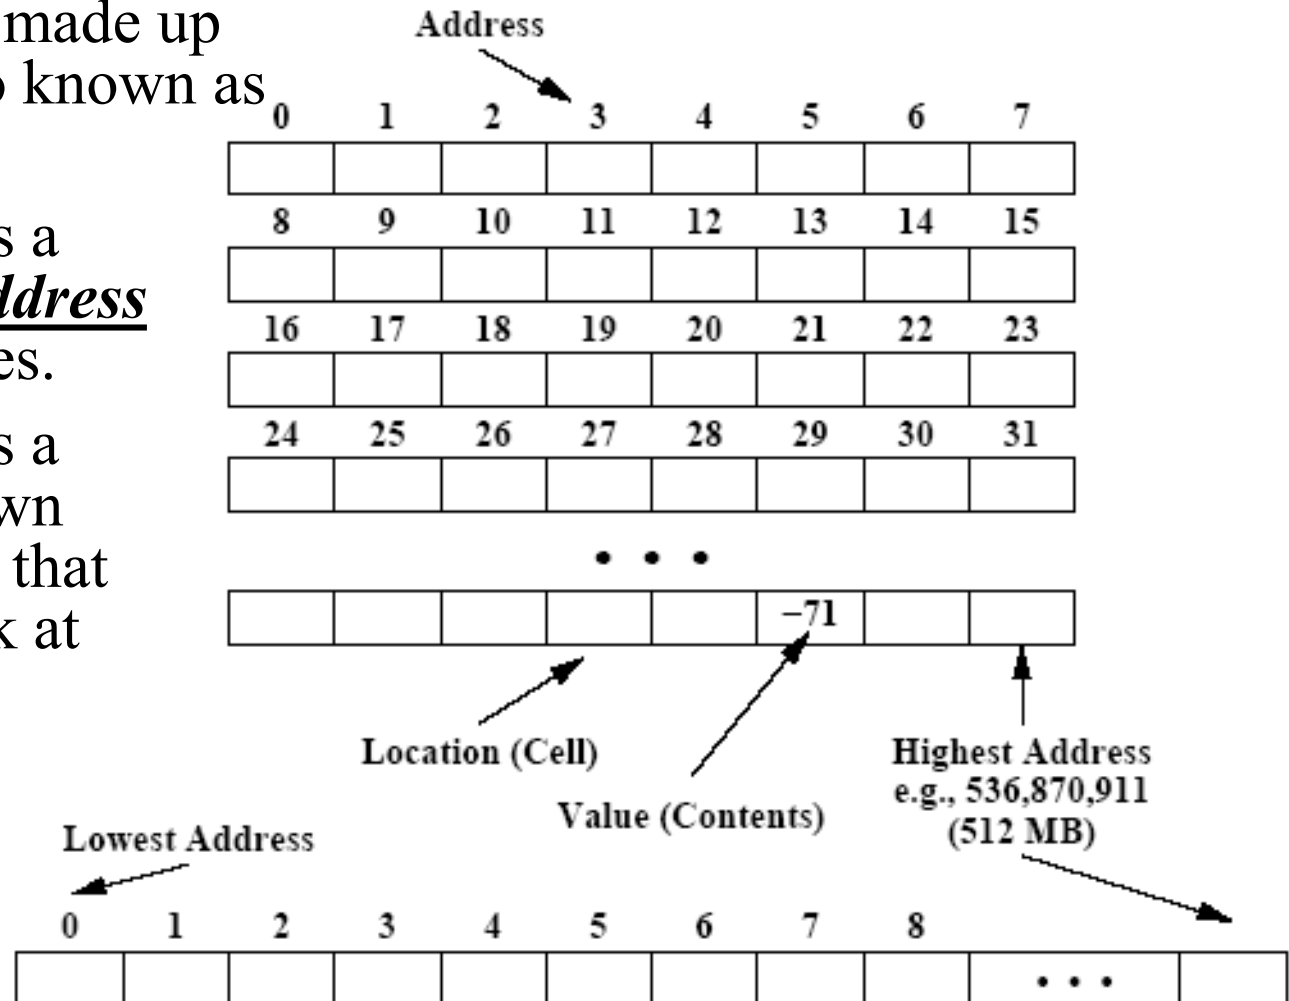 made up
known as
s a
ddress
es.
s a
wn
that
k at
Address
0 1 2 3 4 5 6 7
8 9 10 11 12 13 14 15
16 17 18 19 20 21 22 23
24 25 26 27 28 29 30 31
• • •
−71
Location (Cell)
Value (Contents)
Highest Address
e.g., 536,870,911
(512 MB)
Lowest Address
0 1 2 3 4 5 6 7 8
• • •